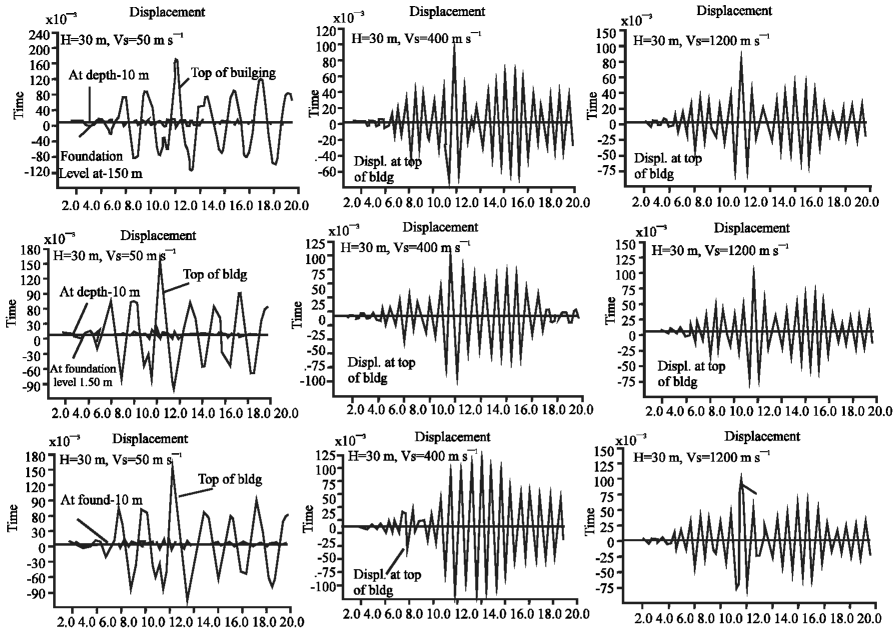 Displacement
×10⁻³
H=30 m, Vs=50 m s⁻¹
240
200
160
120
80
40
0
-40
-80
-120
Time
At depth-10 m
Top of builging
Foundation
Level at-150 m
2.0 4.0 6.0 8.0 10.0 12.0 14.0 16.0 18.0 20.0
Displacement
×10⁻³
H=30 m, Vs=400 m s⁻¹
120
100
80
60
40
20
0
-20
-40
-60
Time
Displ. at top
of bldg
2.0 4.0 6.0 8.0 10.0 12.0 14.0 16.0 18.0 20.0
Displacement
×10⁻³
H=30 m, Vs=1200 m s⁻¹
125
100
75
50
25
0
-25
-50
-75
Time
2.0 4.0 6.0 8.0 10.0 12.0 14.0 16.0 18.0 20.0
Displacement
×10⁻³
H=30 m, Vs=50 m s⁻¹
180
150
120
90
60
30
0
-30
-60
-90
Time
At depth-10 m
Top of bldg
At foundation
level 1.50 m
2.0 4.0 6.0 8.0 10.0 12.0 14.0 16.0 18.0 20.0
Displacement
×10⁻³
H=30 m, Vs=400 m s⁻¹
125
100
75
50
25
0
-25
-50
-.75
-100
Time
Displ. at top
of bldg
2.0 4.0 6.0 8.0 10.0 12.0 14.0 16.0 18.0 20.0
Displacement
×10⁻³
H=30 m, Vs=1200 m s⁻¹
150
125
100
75
50
25
0
-25
-50
-75
Time
Displ. at top
of bldg
2.0 4.0 6.0 8.0 10.0 12.0 14.0 16.0 18.0 20.0
Displacement
×10⁻³
H=30 m, Vs=50 m s⁻¹
180
150
120
90
60
30
0
-30
-60
-90
Time
At found-10 m
Top of bldg
2.0 4.0 6.0 8.0 10.0 12.0 14.0 16.0 18.0 20.0
Displacement
×10⁻³
H=30 m, Vs=400 m s⁻¹
125
100
75
50
25
0
-25
-50
-.75
-100
Time
Displ. at top
of bldg
2.0 4.0 6.0 8.0 10.0 12.0 14.0 16.0 18.0
Displacement
×10⁻³
H=30 m, Vs=1200 m s⁻¹
150
125
100
75
50
25
0
-25
-50
-75
Time
2.0 4.0 6.0 8.0 10.0 12.0 14.0 16.0 18.0 20.0